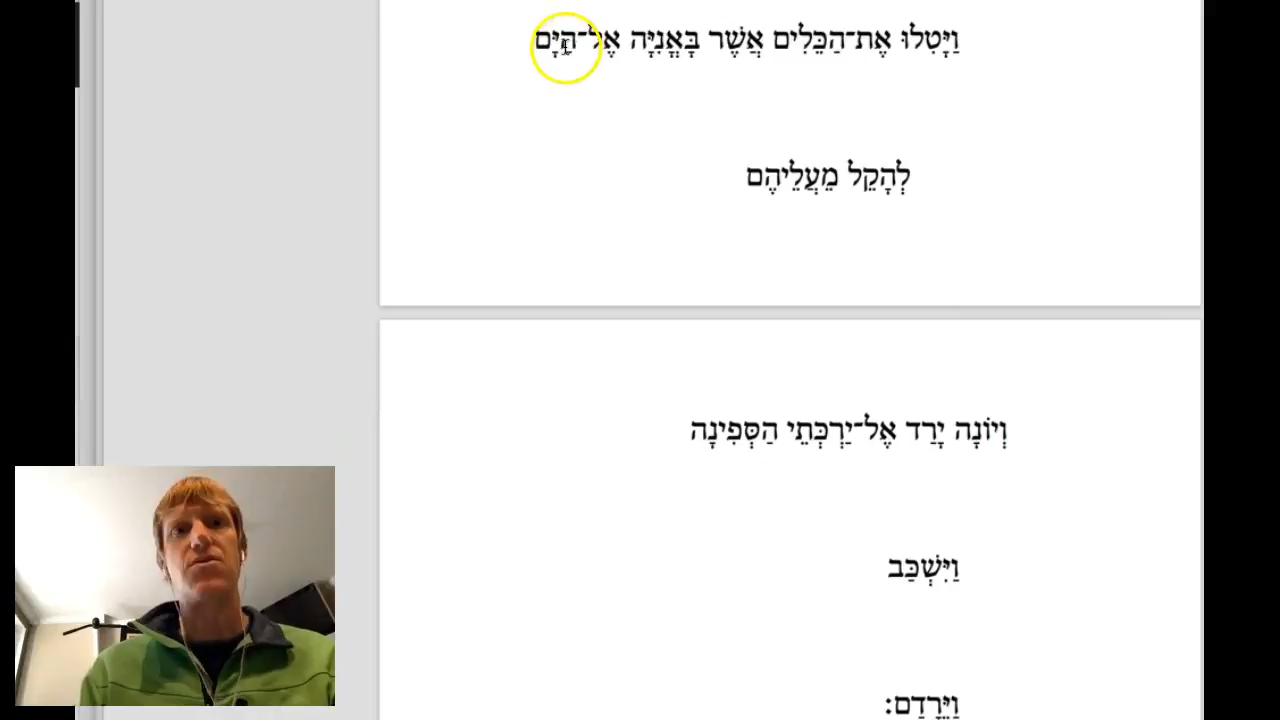 וַיָּטִלוּ אֶת־הַכֵּלִים אֲשֶׁר בָּאֳנִיָּה אֶל־הַיָּם
לְהָקֵל מֵעֲלֵיהֶם
וְיוֹנָה יָרַד אֶל־יַרְכְּתֵי הַסְּפִינָה
וַיִּשְׁכַּב
וַיֵּרָדַם׃